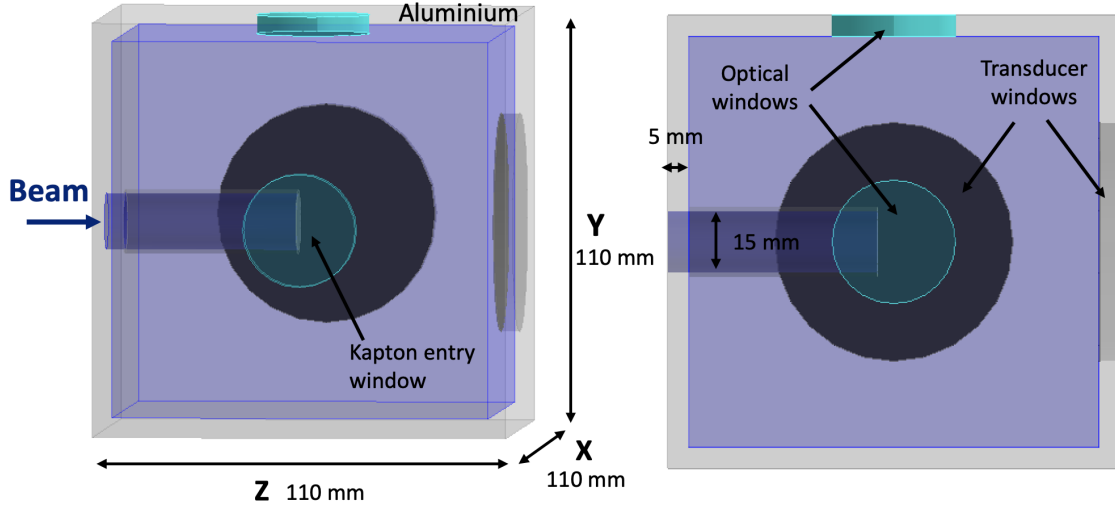 Aluminium
Beam
Kapton entry
window
Y
110 mm
X
110 mm
Z 110 mm
Optical
windows
Transducer
windows
5 mm
15 mm